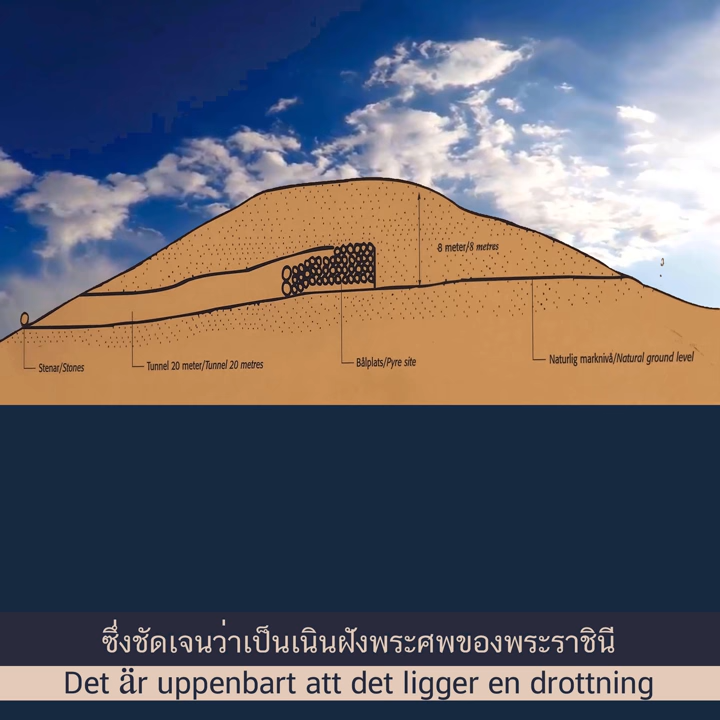 8 meter/8 metres
Stenar/Stones
Tunnel 20 meter/Tunnel 20 metres
Bålplats/Pyre site
Naturlig marknivå/Natural ground level
ซึ่งชัดเจนว่าเป็นเนินฝังพระศพของพระราชินี
Det är uppenbart att det ligger en drottning